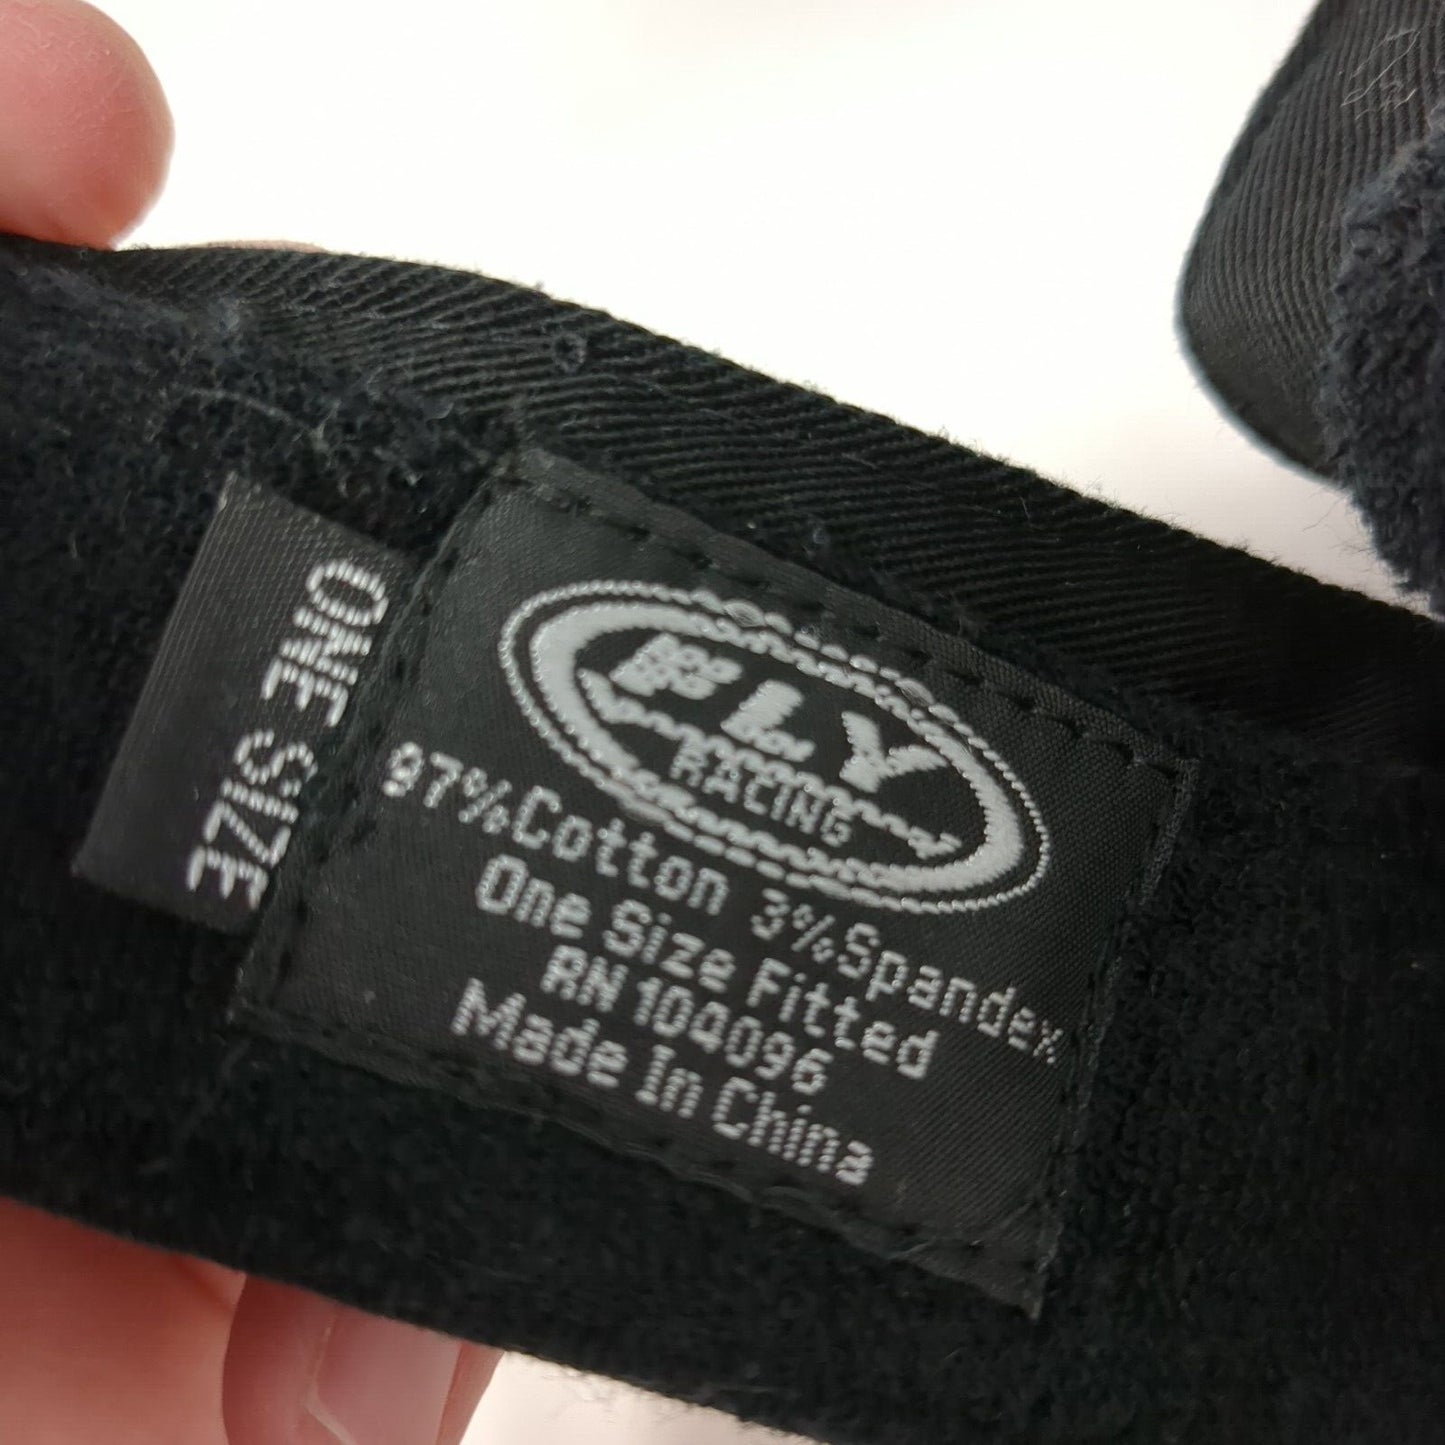 ONE SIZE
FLY
RACING
97%Cotton 3%Spandex
One Size Fitted
RN 104096
Made In China